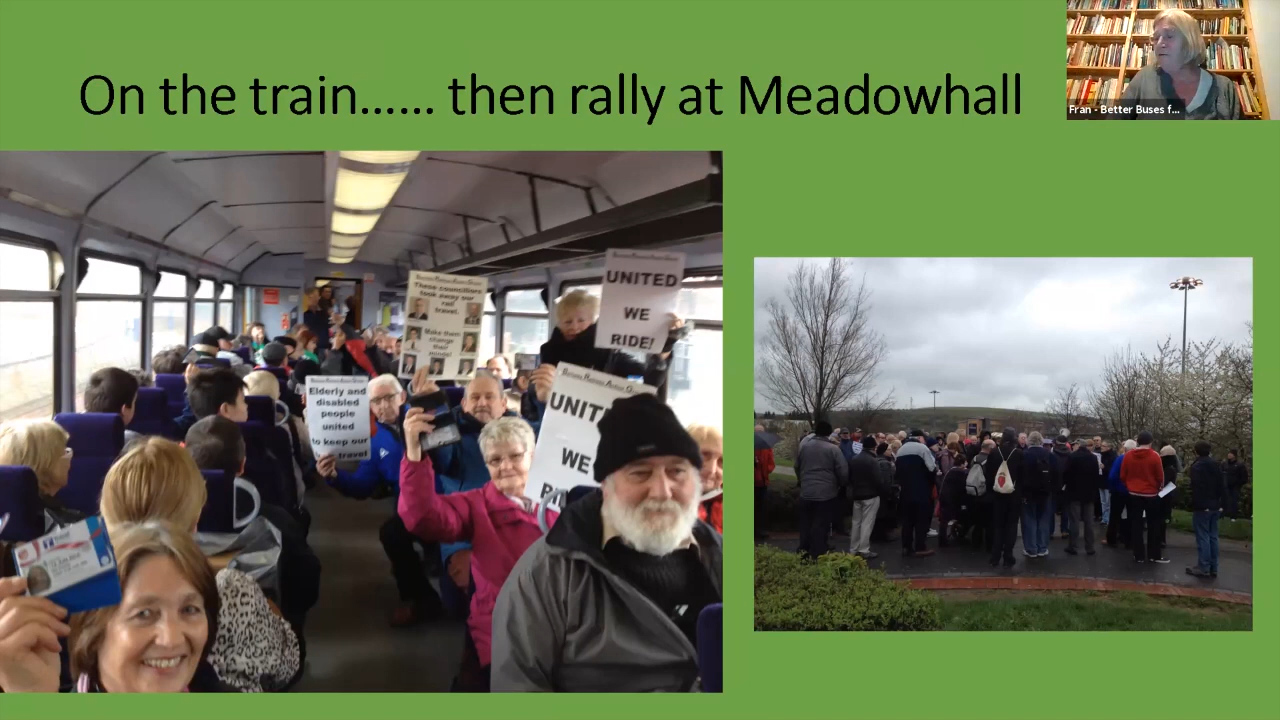 On the train...... then rally at Meadowhall
Fran - Better Buses f...
These councillors
took away our
rail
travel.
Make them
change
their
minds!
UNITED
WE
RIDE!
Elderly and
disabled
people
united
to keep our
travel
UNIT
WE